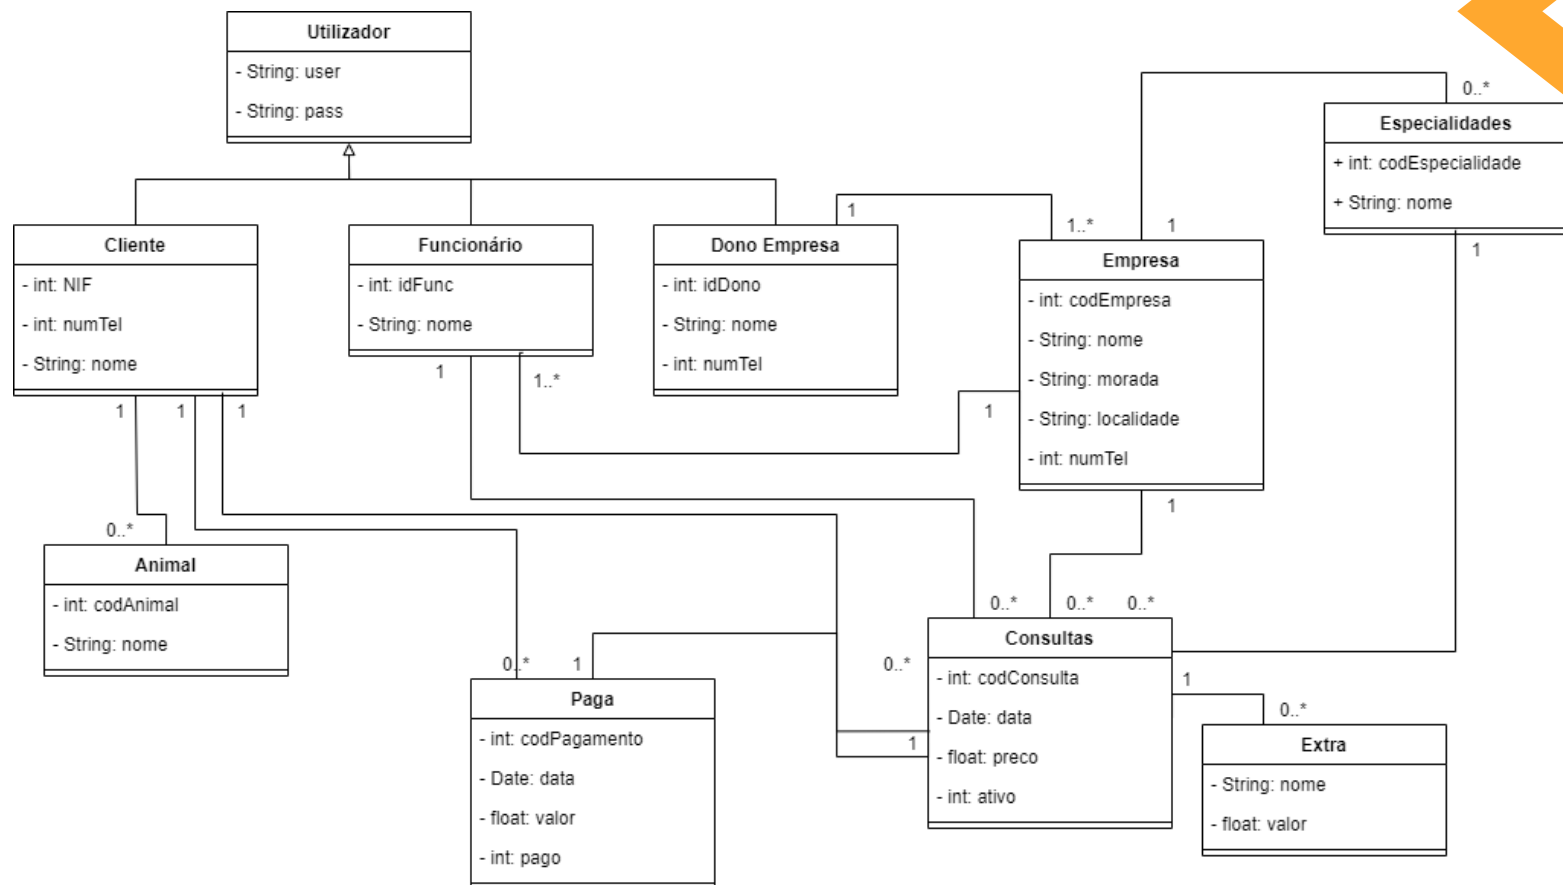 Utilizador
- String: user
- String: pass
0..*
Especialidades
+ int: codEspecialidade
+ String: nome
1
Cliente
- int: NIF
- int: numTel
- String: nome
1
1
1
Funcionário
- int: idFunc
- String: nome
1
1..*
Dono Empresa
- int: idDono
- String: nome
- int: numTel
1
1..*
1
Empresa
- int: codEmpresa
- String: nome
- String: morada
- String: localidade
- int: numTel
1
1
0..*
Animal
- int: codAnimal
- String: nome
0..*
1
Paga
- int: codPagamento
- Date: data
- float: valor
- int: pago
0..*
0..*
0..*
0..*
1
Consultas
- int: codConsulta
- Date: data
- float: preco
- int: ativo
1
0..*
Extra
- String: nome
- float: valor